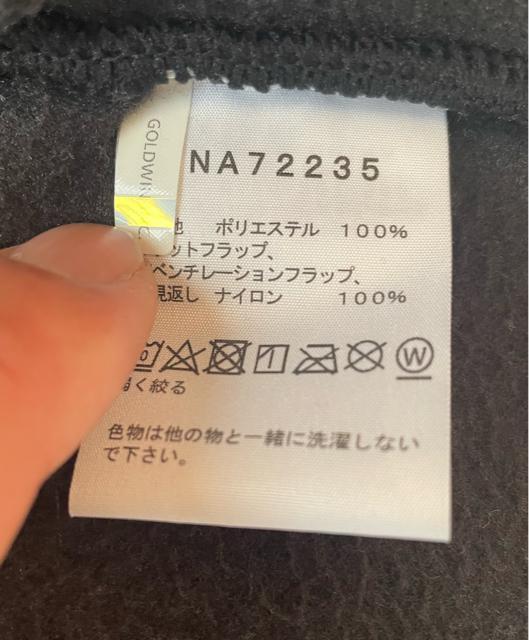 GOLDWIN
NA72235
地 ポリエステル 100%
ットフラップ、
ベンチレーションフラップ、
見返し ナイロン 100%
W
弱く絞る
色物は他の物と一緒に洗濯しない
で下さい。